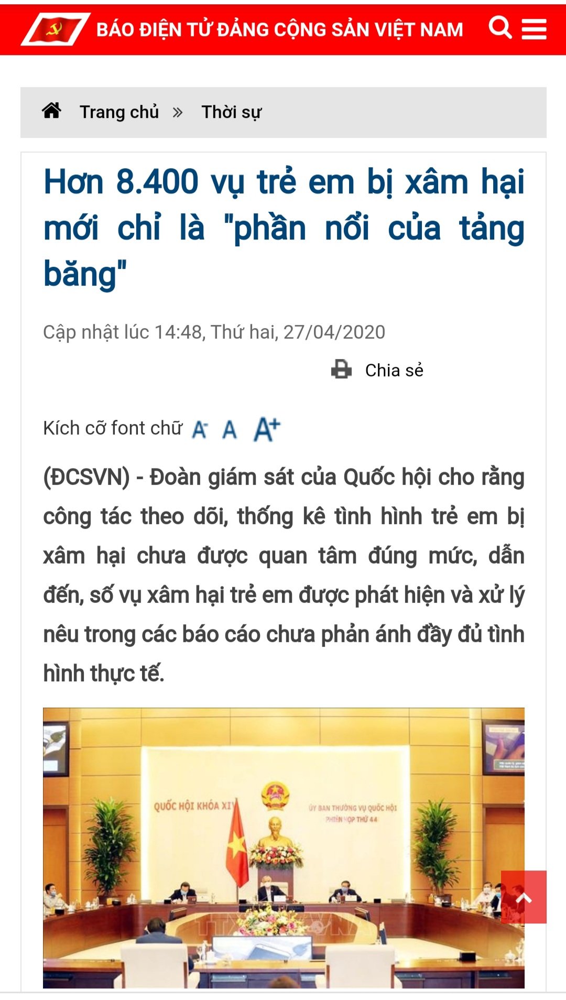 BÁO ĐIỆN TỬ ĐẢNG CỘNG SẢN VIỆT NAM
Trang chủ » Thời sự
Hơn 8.400 vụ trẻ em bị xâm hại
mới chỉ là "phần nổi của tảng
băng"
Cập nhật lúc 14:48, Thứ hai, 27/04/2020
Chia sẻ
Kích cỡ font chữ A- A A+
(ĐCSVN) - Đoàn giám sát của Quốc hội cho rằng
công tác theo dõi, thống kê tình hình trẻ em bị
xâm hại chưa được quan tâm đúng mức, dẫn
đến, số vụ xâm hại trẻ em được phát hiện và xử lý
nêu trong các báo cáo chưa phản ánh đầy đủ tình
hình thực tế.
QUỐC HỘI KHÓA XIV
ỦY BAN THƯỜNG VỤ QUỐC HỘI
PHIÊN HỌP THỨ 44